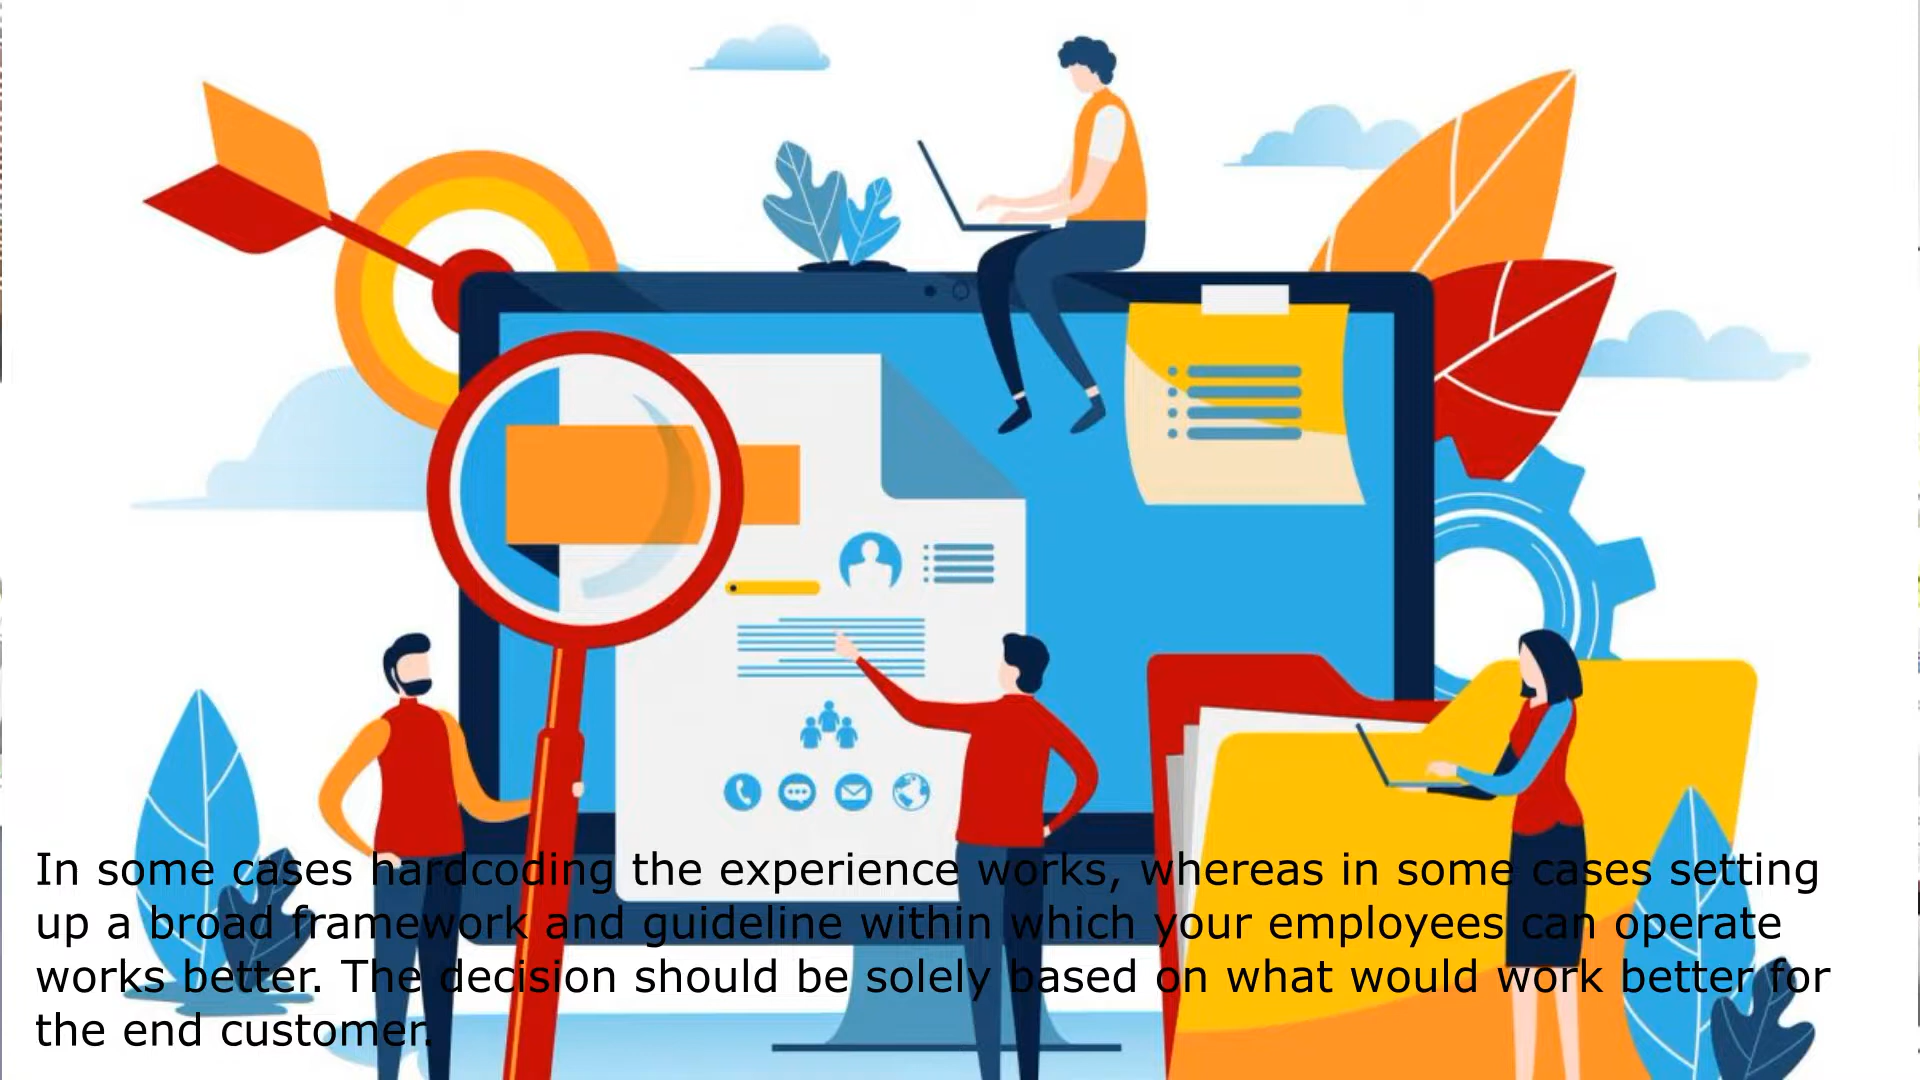 In some cases hardcoding the experience works, whereas in some cases setting
up a broad framework and guideline within which your employees can operate
works better. The decision should be solely based on what would work better for
the end customer.